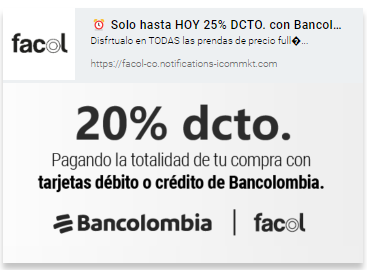 facol
⏰ Solo hasta HOY 25% DCTO. con Bancol...
Disfrtualo en TODAS las prendas de precio full�...
https://facol-co.notifications-icommkt.com
20% dcto.
Pagando la totalidad de tu compra con
tarjetas débito o crédito de Bancolombia.
Bancolombia | facol